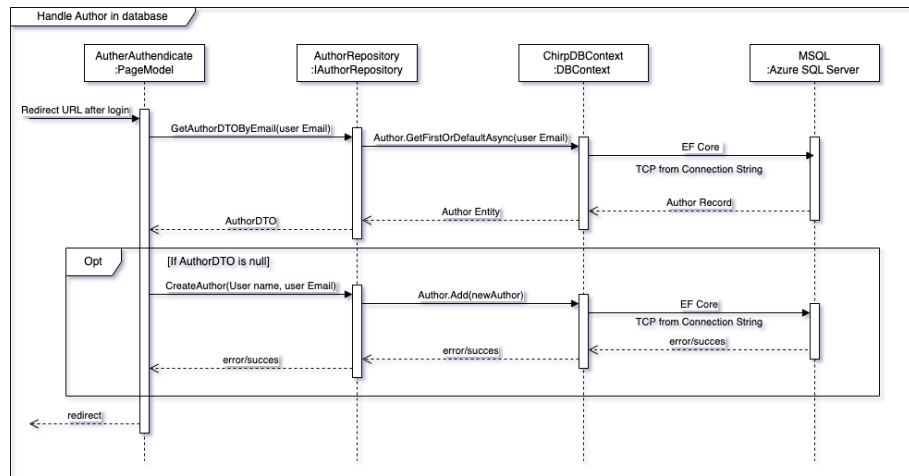 Handle Author in database
AutherAuthendicate
:PageModel
AuthorRepository
:IAuthorRepository
ChirpDBContext
:DBContext
MSQL
:Azure SQL Server
Redirect URL after login
GetAuthorDTOByEmail(user Email)
Author.GetFirstOrDefaultAsync(user Email)
EF Core
TCP from Connection String
Author Record
Author Entity
AuthorDTO
Opt
[If AuthorDTO is null]
CreateAuthor(User name, user Email)
Author.Add(newAuthor)
EF Core
TCP from Connection String
error/succes
error/succes
error/succes
redirect